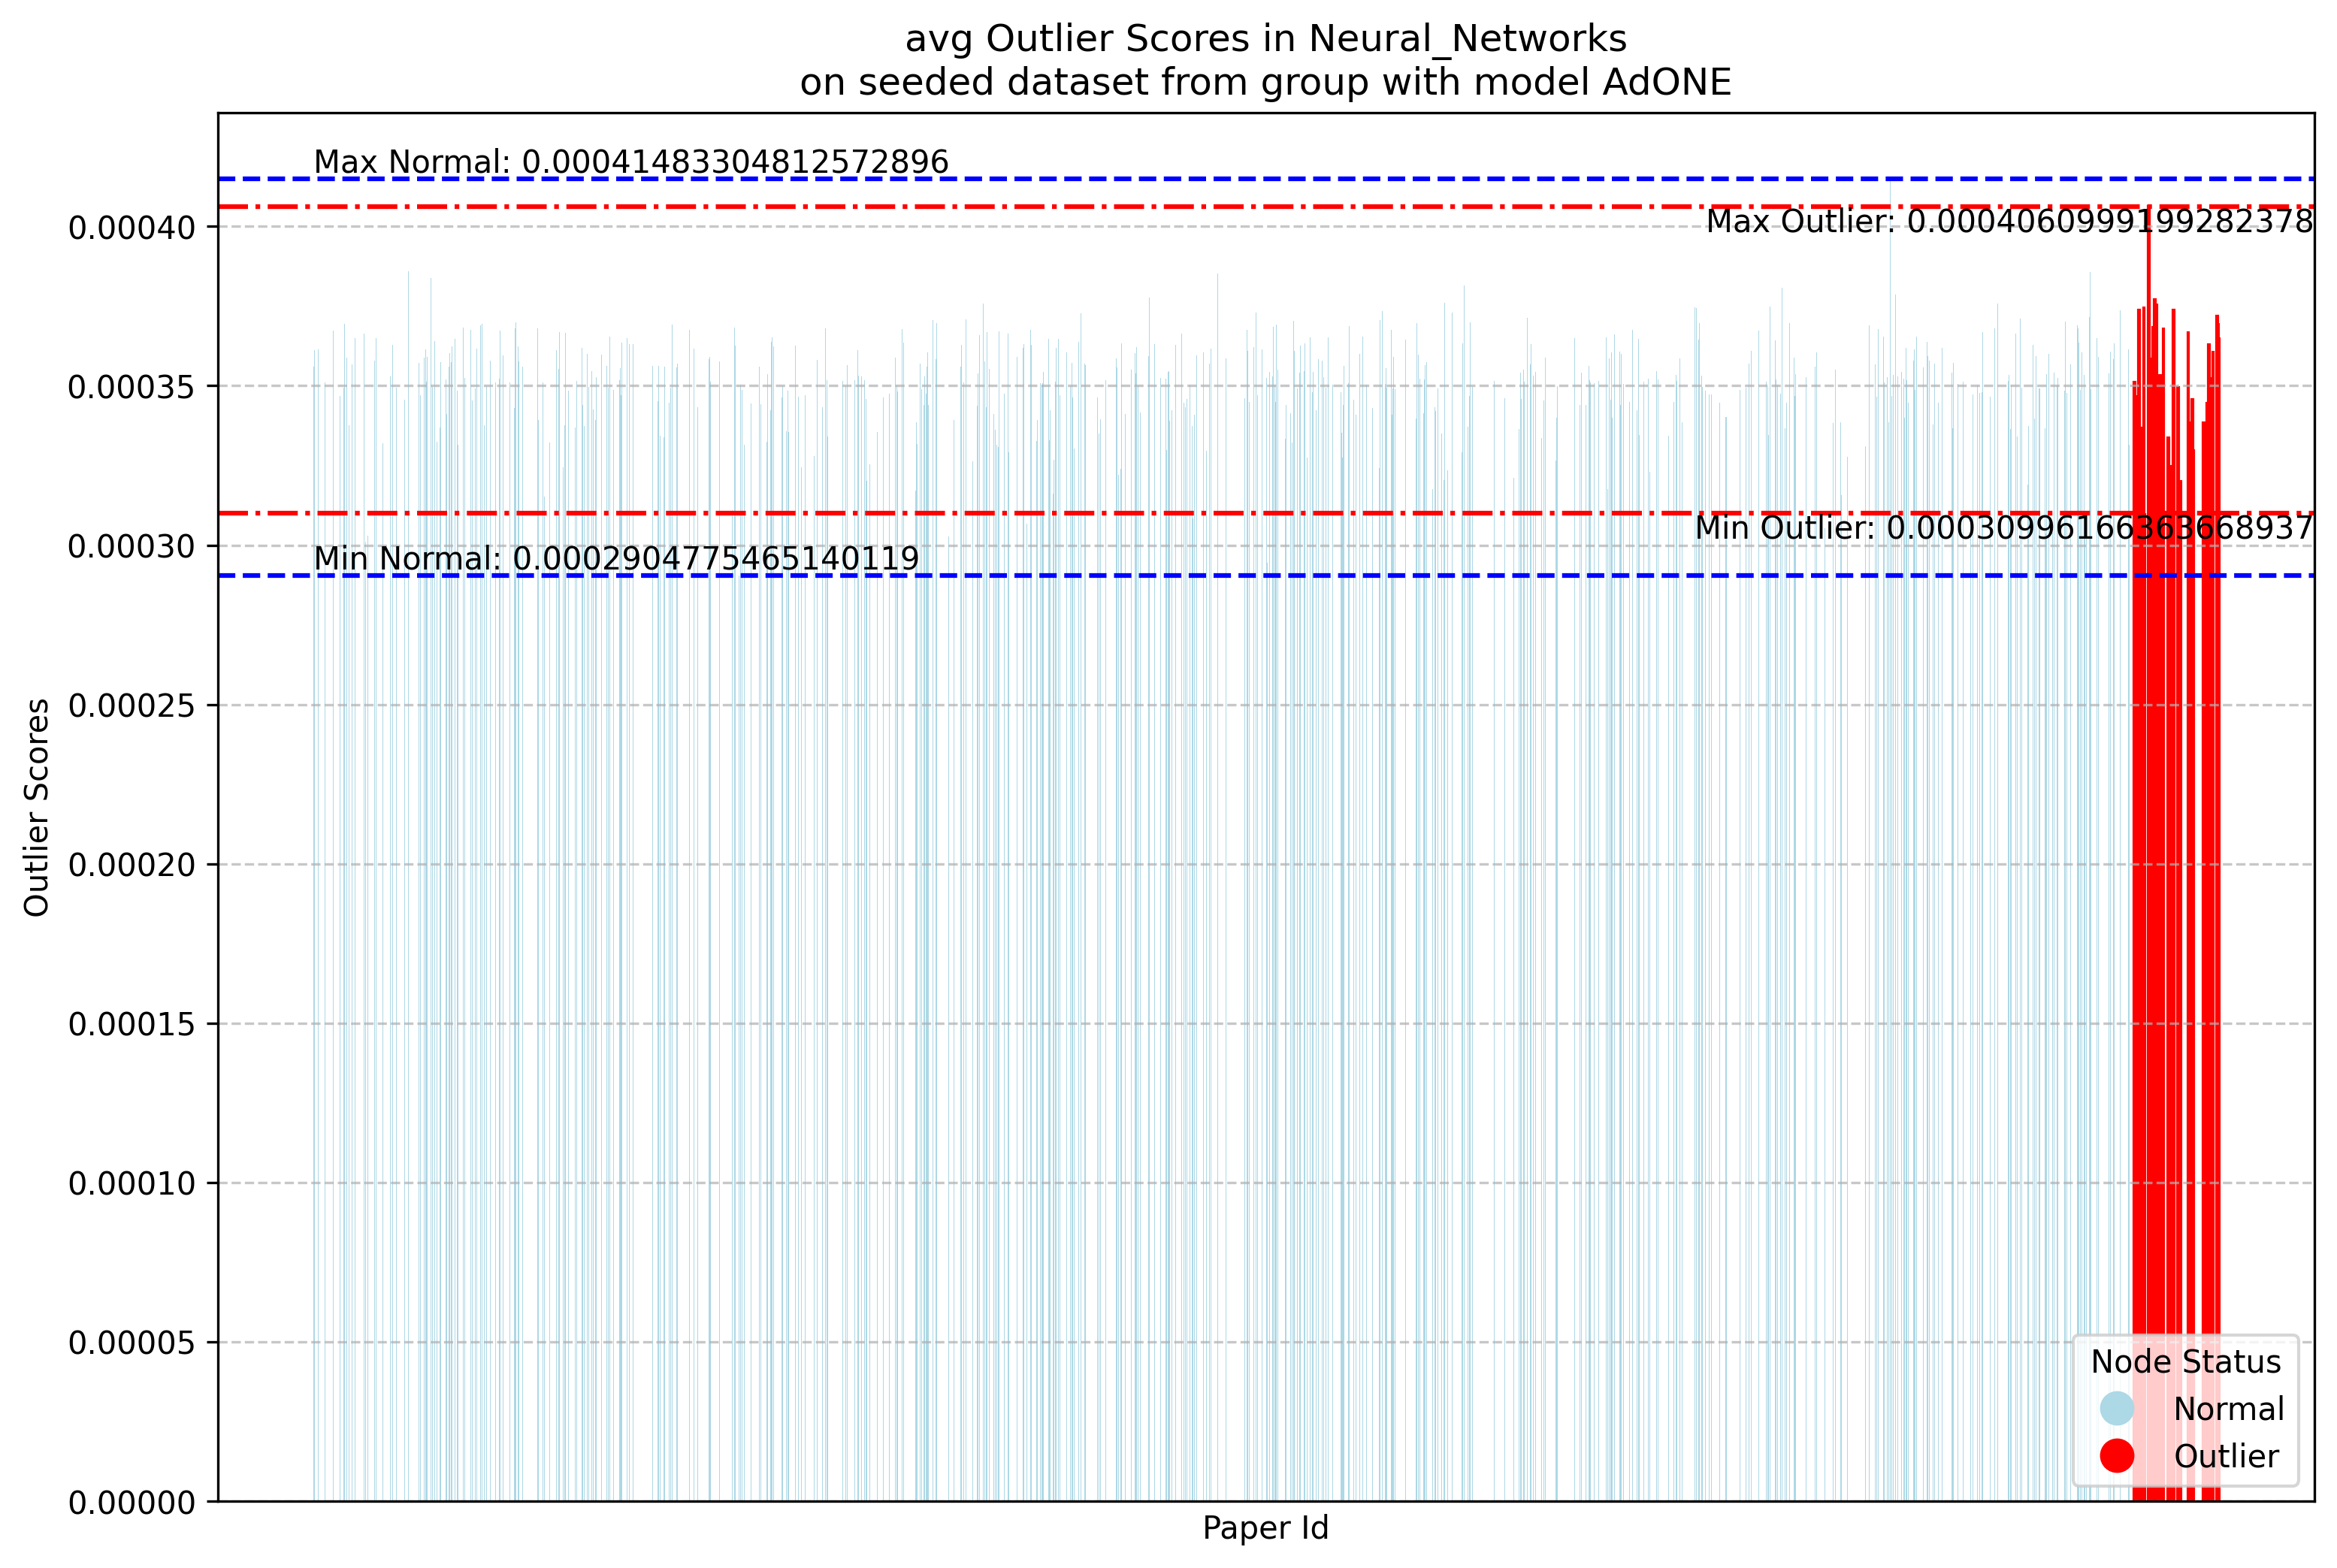 avg Outlier Scores in Neural_Networks
on seeded dataset from group with model AdONE
Max Normal: 0.00041483304812572896
Max Outlier: 0.0004060999199282378
Min Outlier: 0.00030996166363668937
Min Normal: 0.00029047754651401​19
0.00040
0.00035
0.00030
0.00025
0.00020
0.00015
0.00010
0.00005
0.00000
Outlier Scores
Paper Id
Node Status
Normal
Outlier